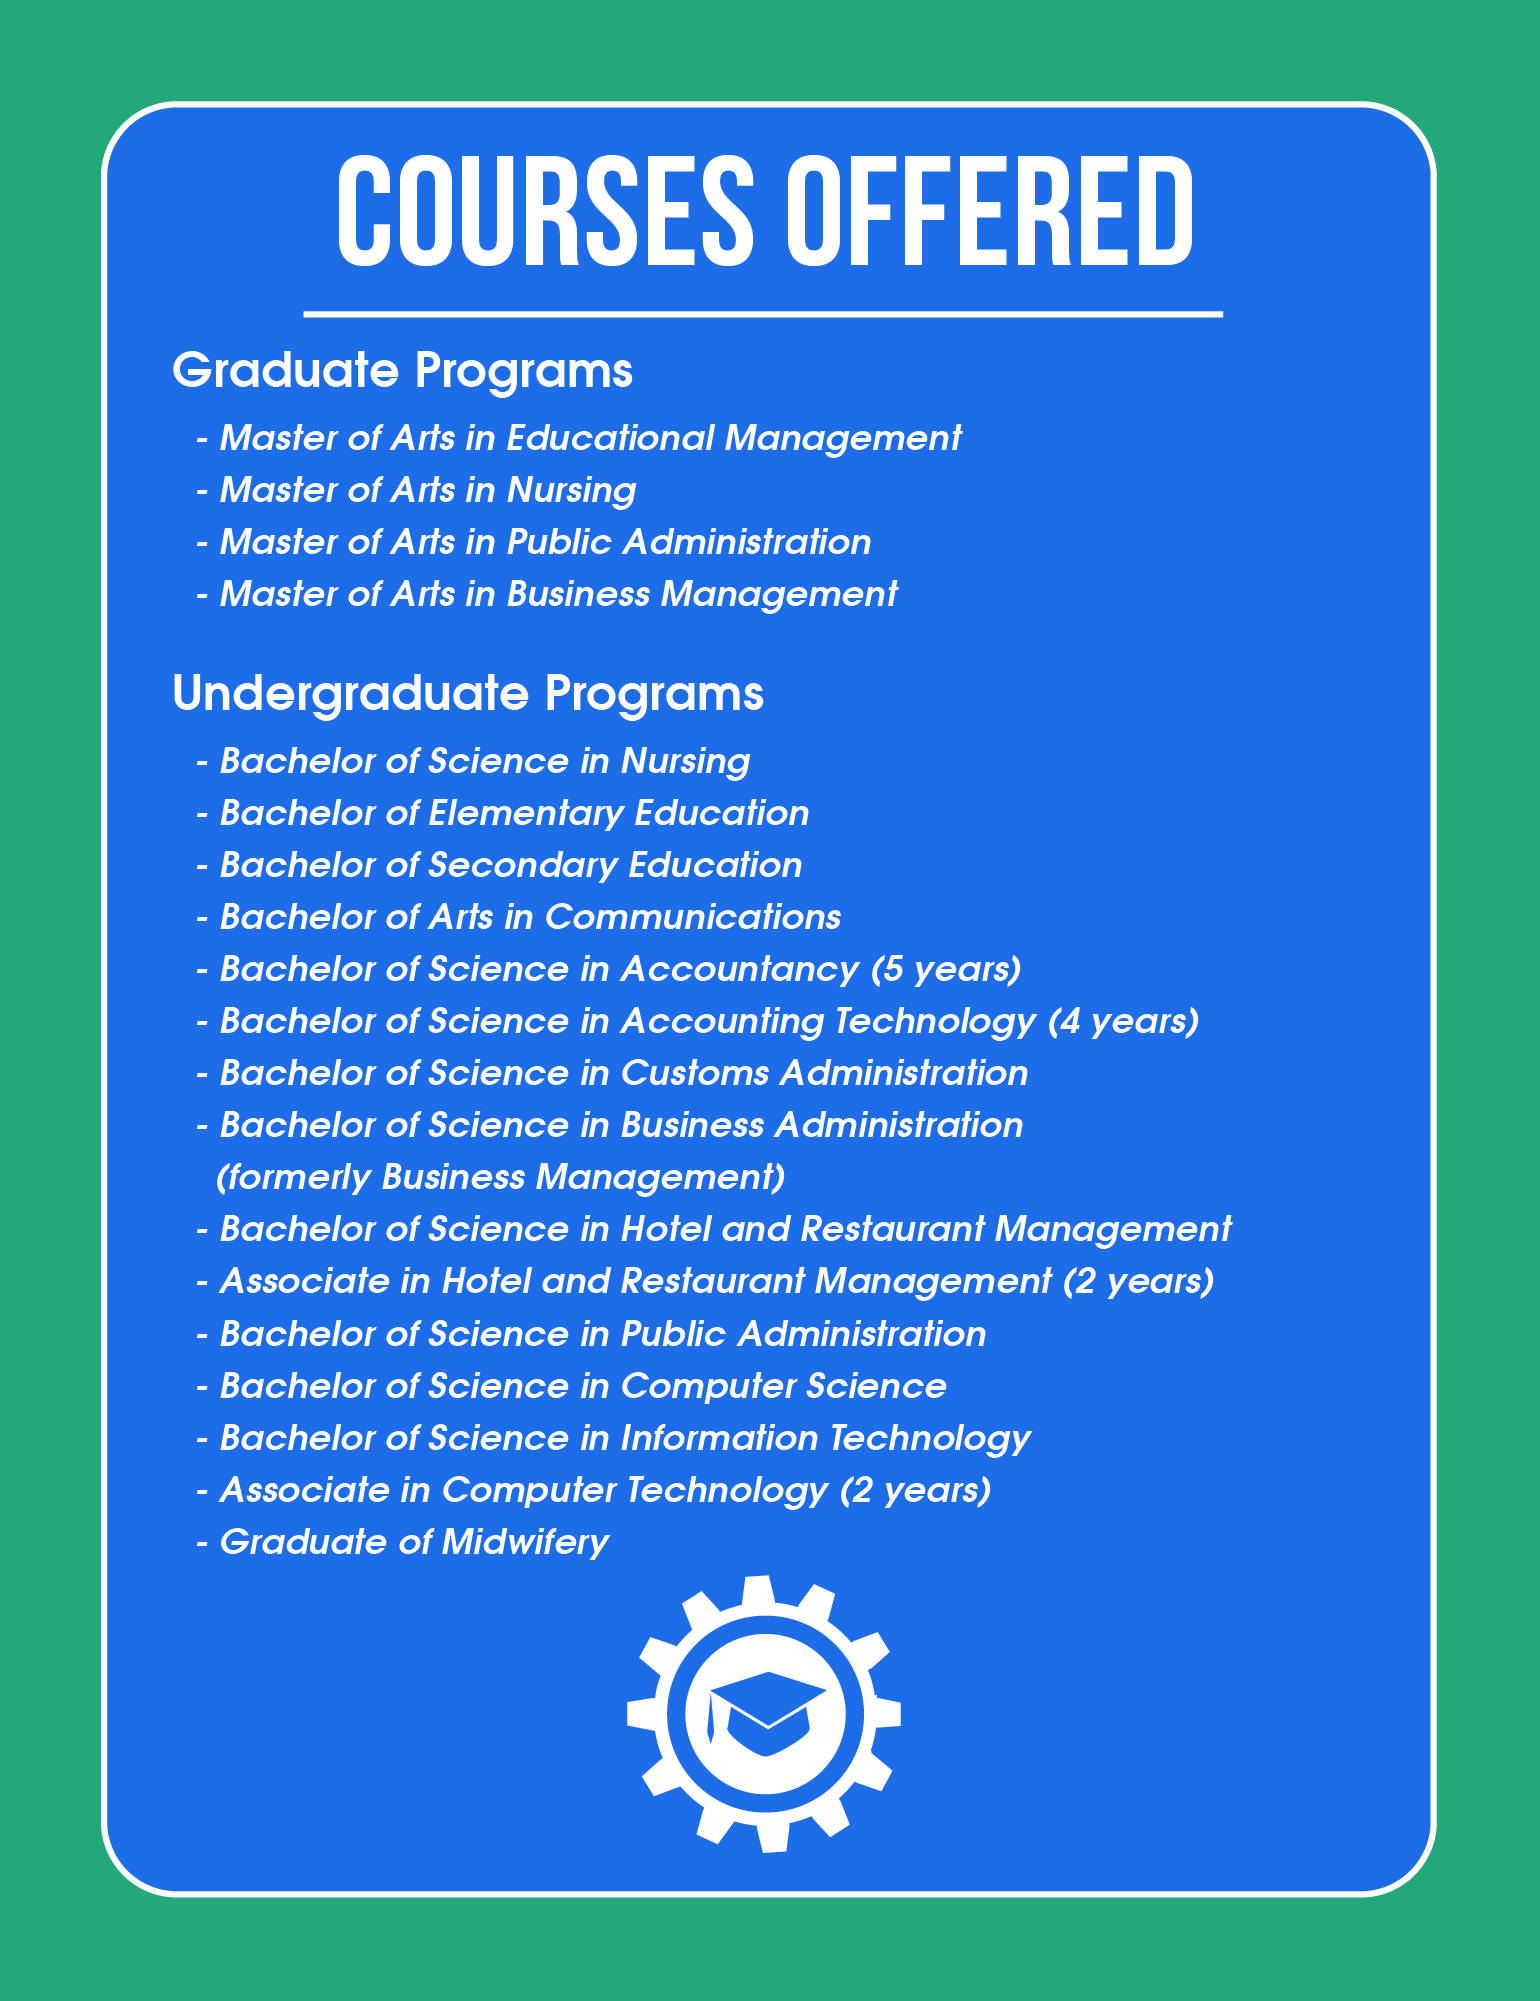 COURSES OFFERED
Graduate Programs
- Master of Arts in Educational Management
- Master of Arts in Nursing
- Master of Arts in Public Administration
- Master of Arts in Business Management
Undergraduate Programs
- Bachelor of Science in Nursing
- Bachelor of Elementary Education
- Bachelor of Secondary Education
- Bachelor of Arts in Communications
- Bachelor of Science in Accountancy (5 years)
- Bachelor of Science in Accounting Technology (4 years)
- Bachelor of Science in Customs Administration
- Bachelor of Science in Business Administration
(formerly Business Management)
- Bachelor of Science in Hotel and Restaurant Management
- Associate in Hotel and Restaurant Management (2 years)
- Bachelor of Science in Public Administration
- Bachelor of Science in Computer Science
- Bachelor of Science in Information Technology
- Associate in Computer Technology (2 years)
- Graduate of Midwifery